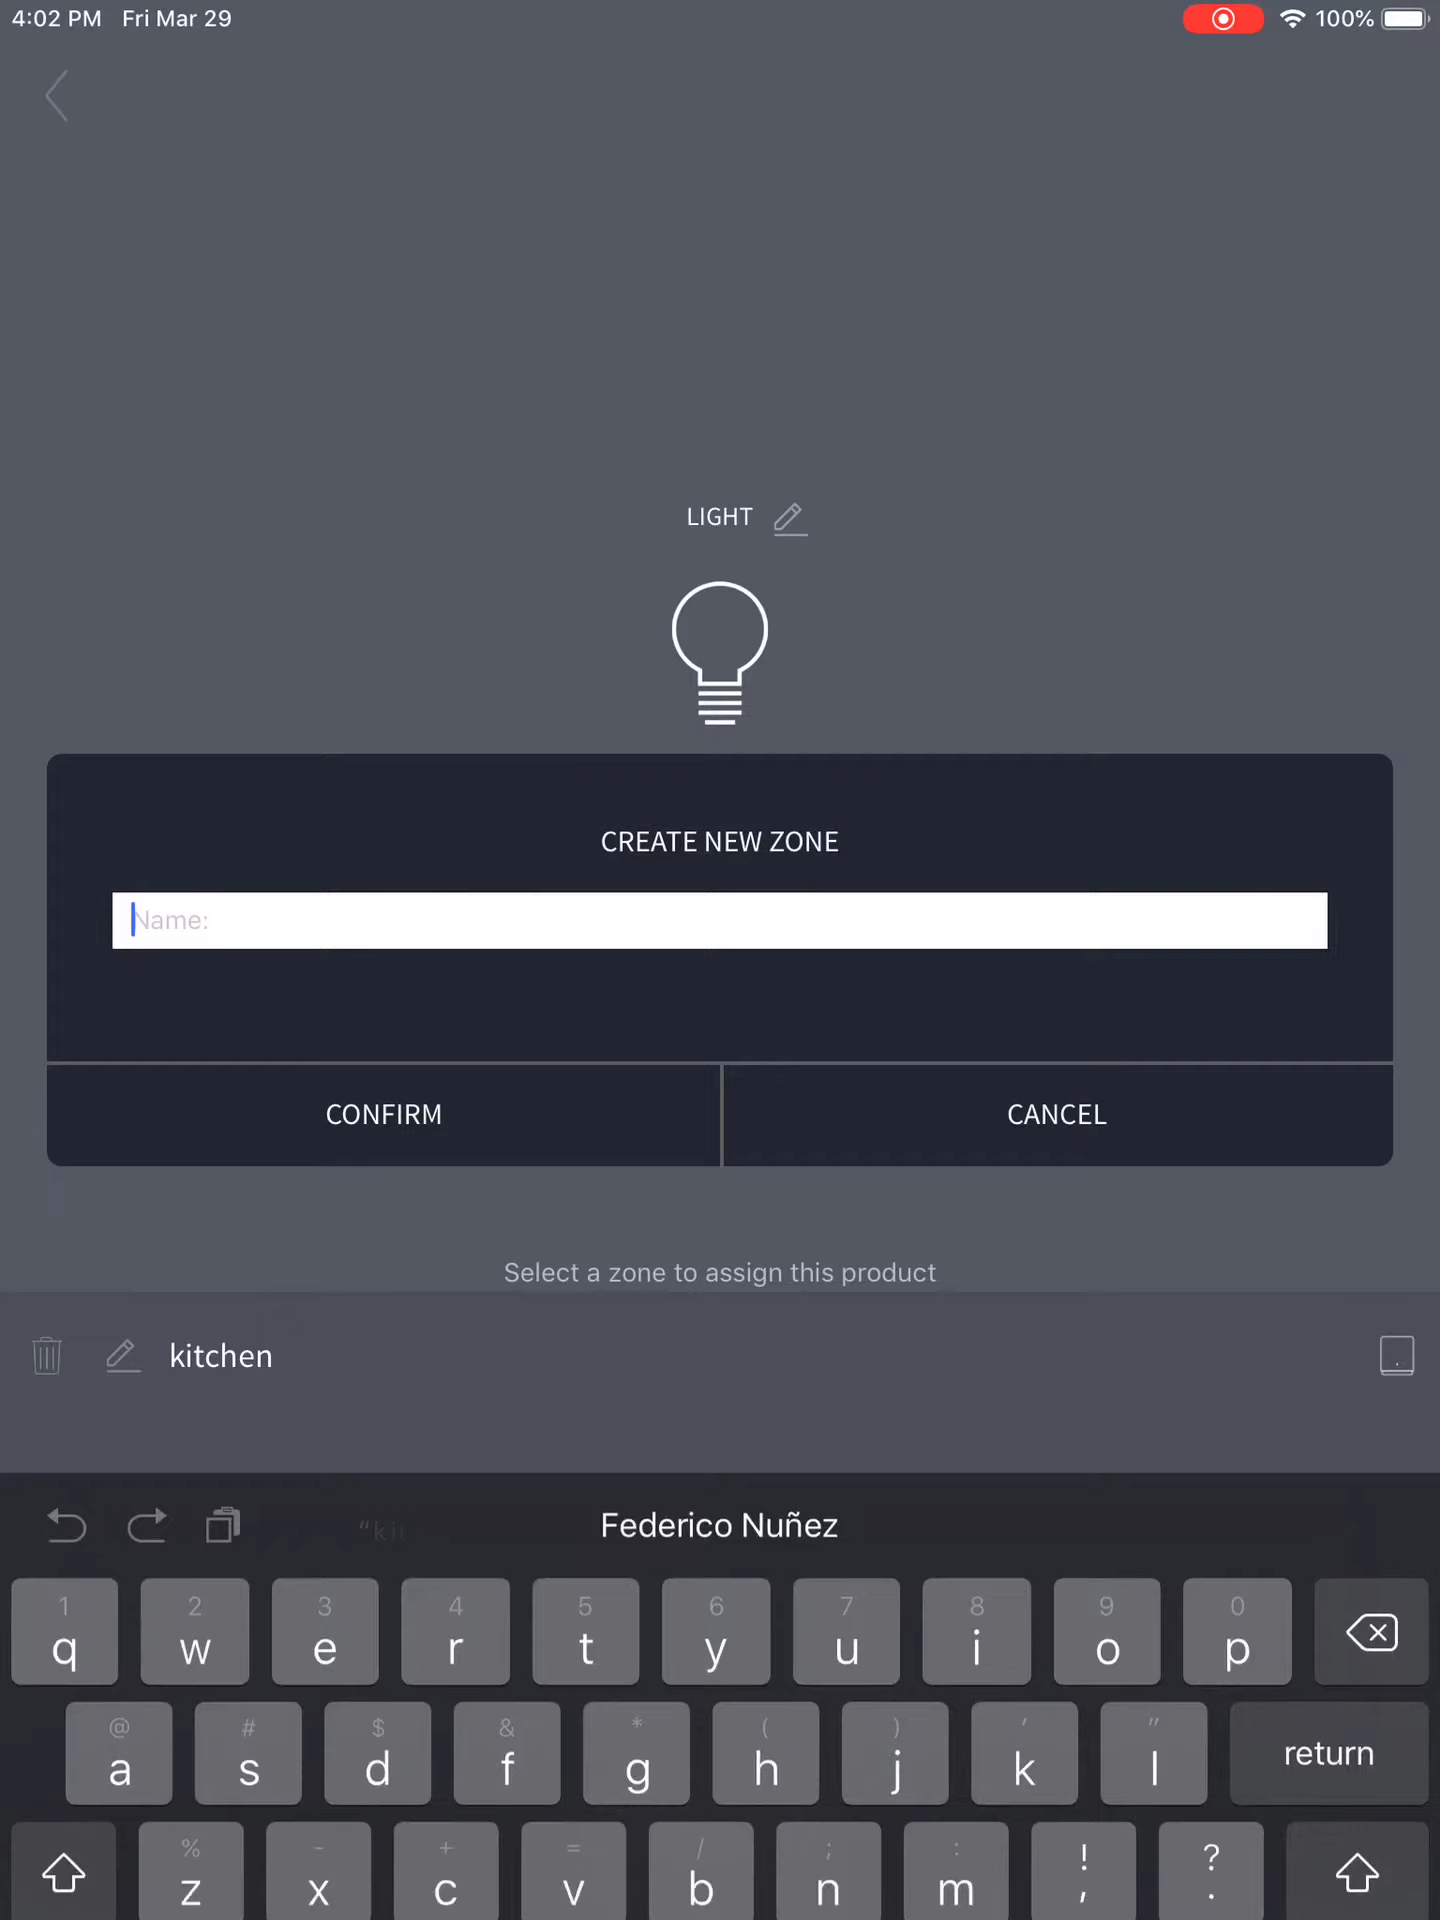 4:02 PM Fri Mar 29 100%
LIGHT
CREATE NEW ZONE
Name:
CONFIRM CANCEL
Select a zone to assign this product
kitchen
Federico Nuñez
1 2 3 4 5 6 7 8 9 0
q w e r t y u i o p
@ # $ & * ( ) ' "
a s d f g h j k l return
% - + = / ; : ! ?
z x c v b n m , .